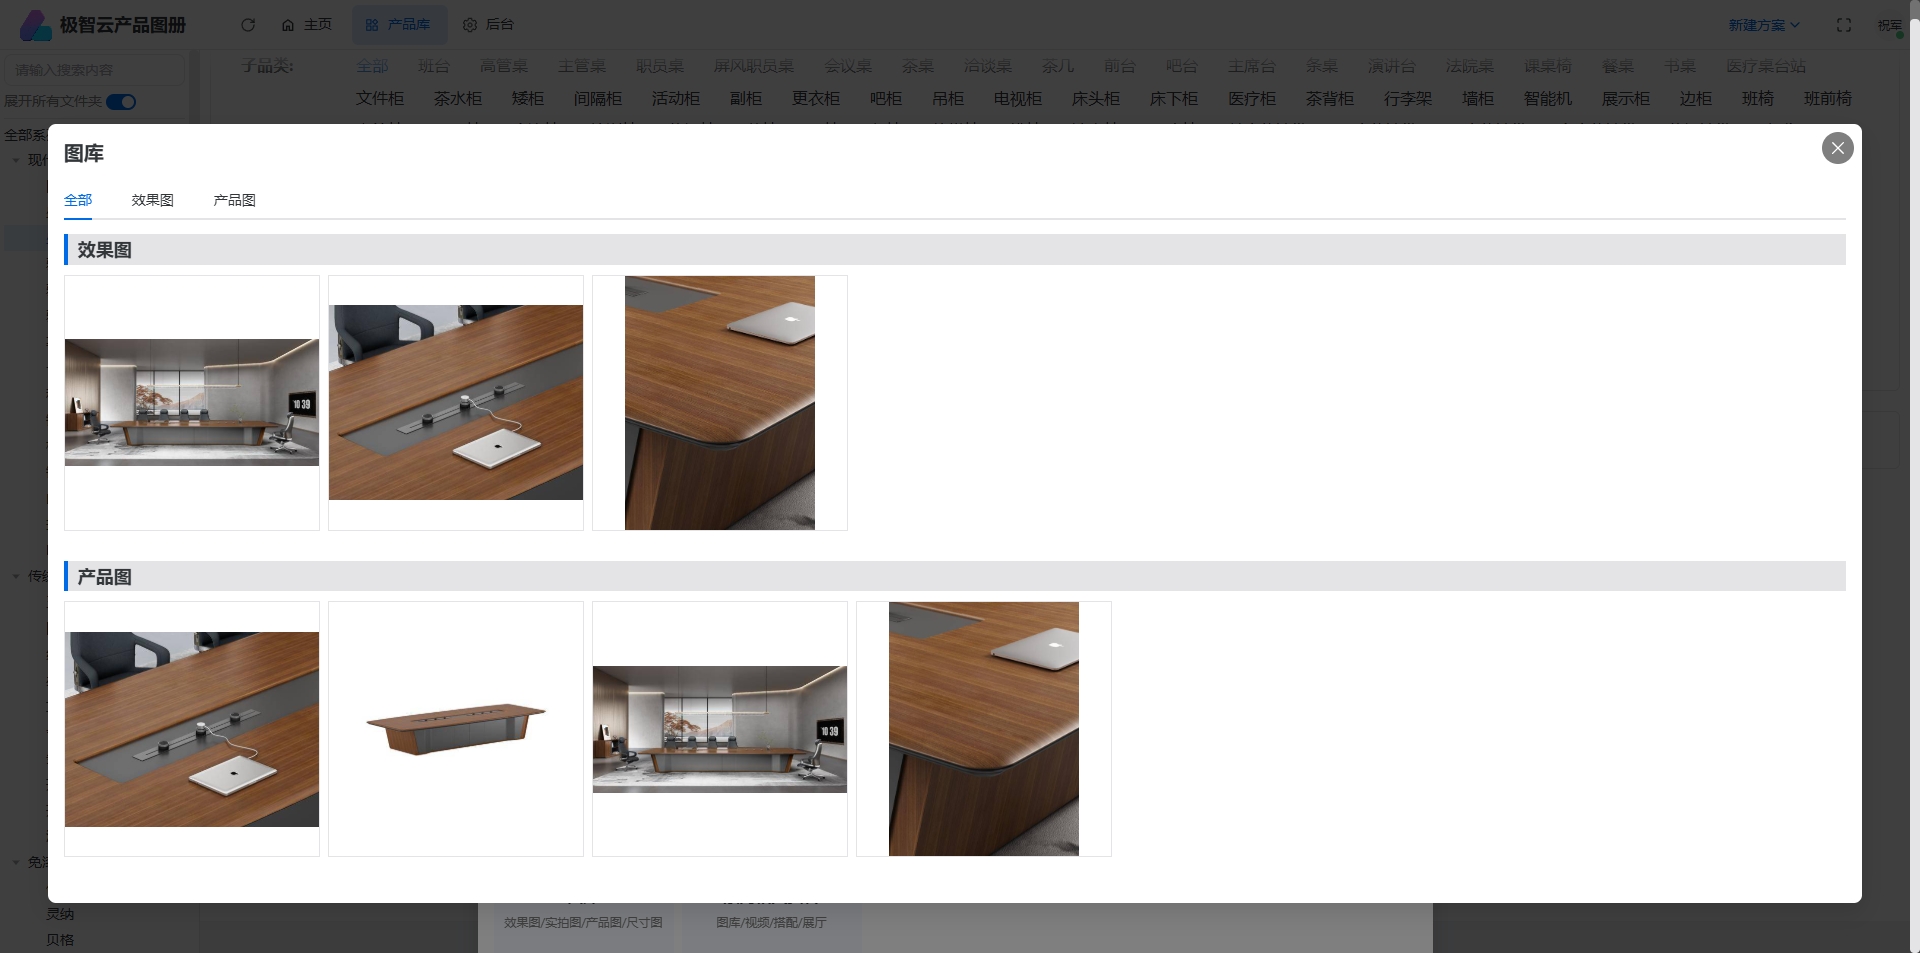 极智云产品图册
主页
产品库
后台
新建方案
祝军
请输入搜索内容
展开所有文件夹
子品类:
全部 班台 高管桌 主管桌 职员桌 屏风职员桌 会议桌 茶桌 洽谈桌 茶几 前台 吧台 主席台 条桌 演讲台 法院桌 课桌椅 餐桌 书桌 医疗桌台站
文件柜 茶水柜 矮柜 间隔柜 活动柜 副柜 更衣柜 吧柜 吊柜 电视柜 床头柜 床下柜 医疗柜 茶背柜 行李架 墙柜 智能机 展示柜 边柜 班椅 班前椅
全部系
现代
图库
全部 效果图 产品图
效果图
10 39
产品图
10 39
传统
免漆
灵纳
贝格
效果图/实拍图/产品图/尺寸图
图库/视频/搭配/展厅